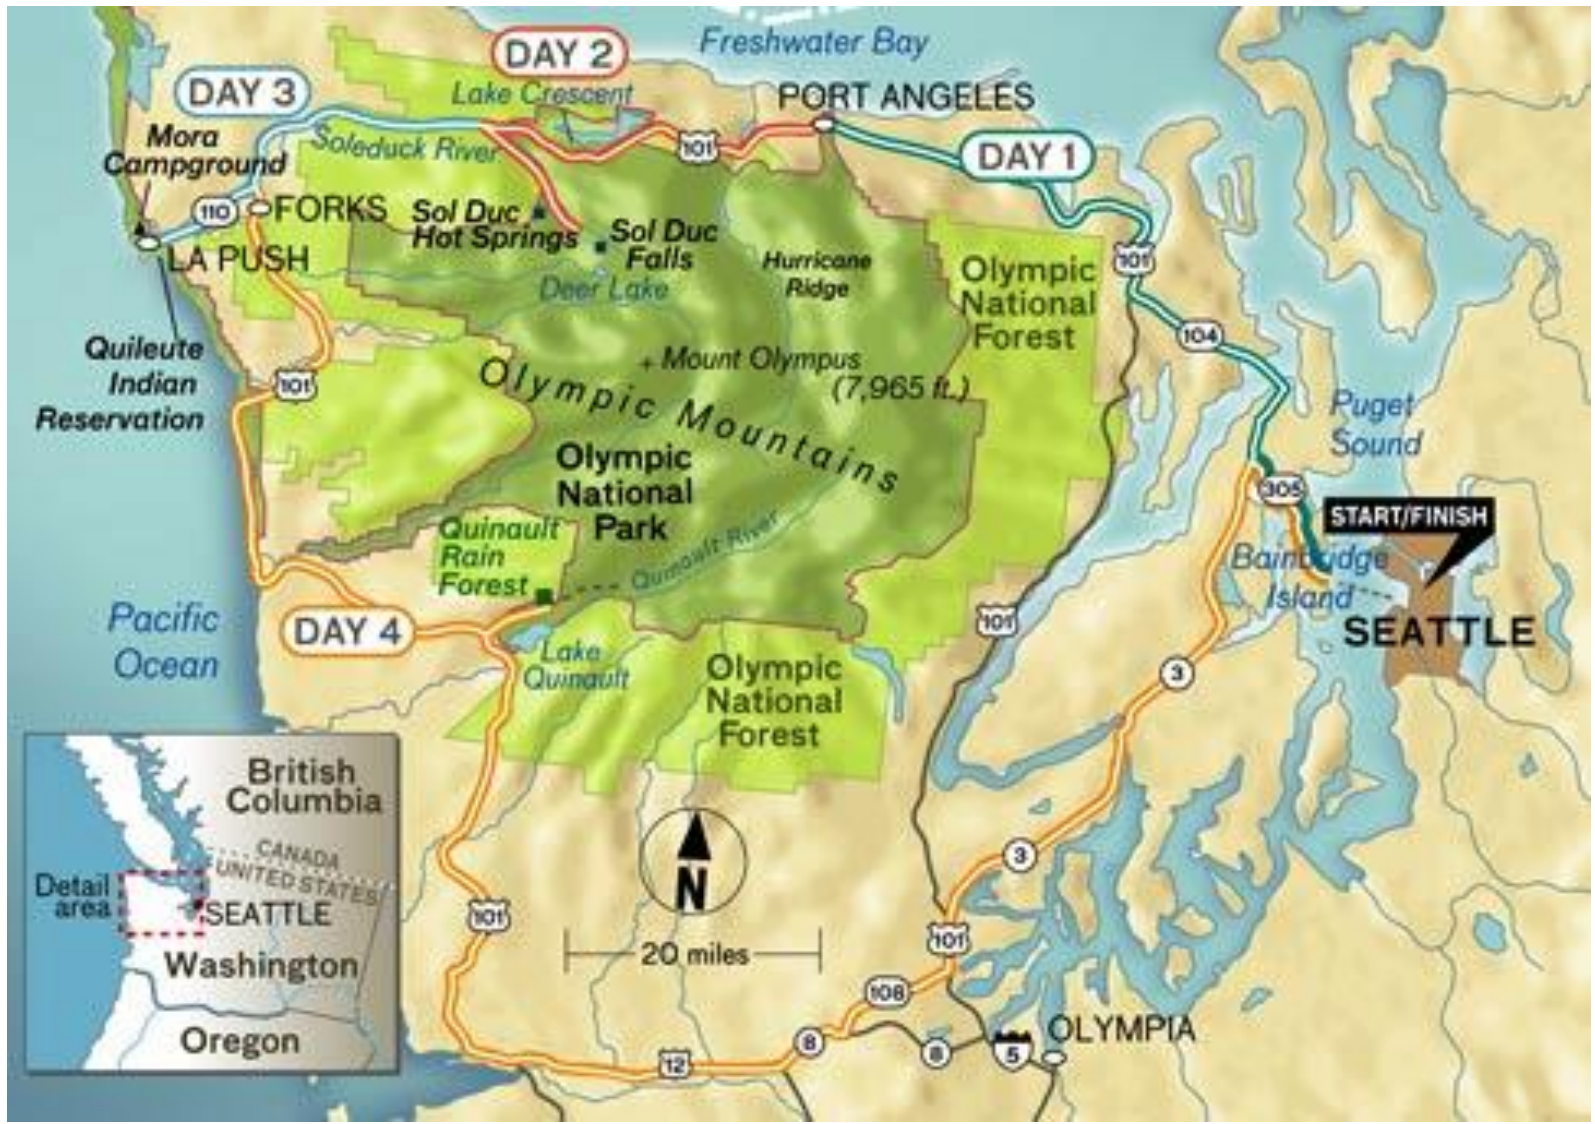 Freshwater Bay
DAY 2
DAY 3
Lake Crescent
PORT ANGELES
Mora
Campground
Soleduck River
101
DAY 1
110
FORKS
Sol Duc
Hot Springs
Sol Duc
Falls
LA PUSH
Hurricane
Ridge
101
Olympic
National
Forest
Deer Lake
104
Quileute
Indian
Reservation
101
Mount Olympus
(7,965 ft.)
Olympic Mountains
Puget
Sound
Olympic
National
Park
305
START/FINISH
Quinault
Rain
Forest
Quinault River
Bainbridge
Island
SEATTLE
Pacific
Ocean
DAY 4
101
Lake
Quinault
Olympic
National
Forest
3
British
Columbia
CANADA
UNITED STATES
Detail
area
SEATTLE
Washington
Oregon
N
3
101
20 miles
101
108
8
8
5
OLYMPIA
12